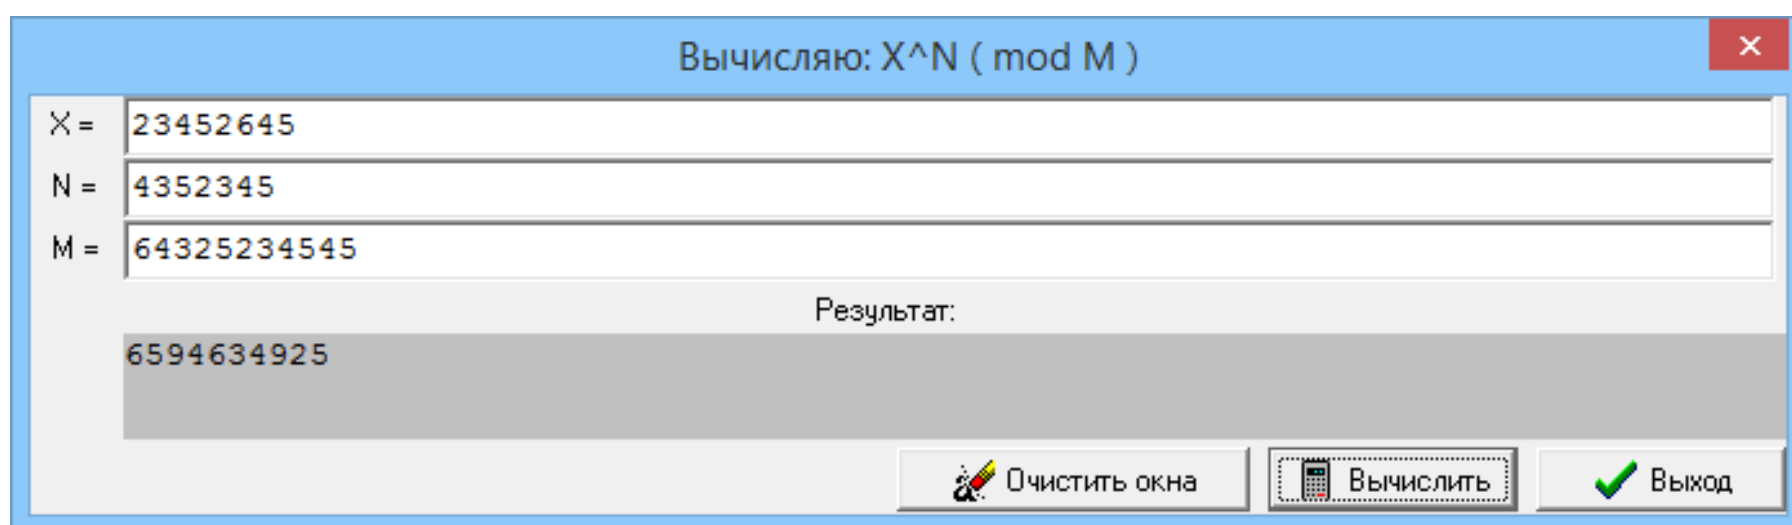 Вычисляю: X^N ( mod M )
X = 23452645
N = 4352345
M = 64325234545
Результат:
6594634925
Очистить окна Вычислить Выход